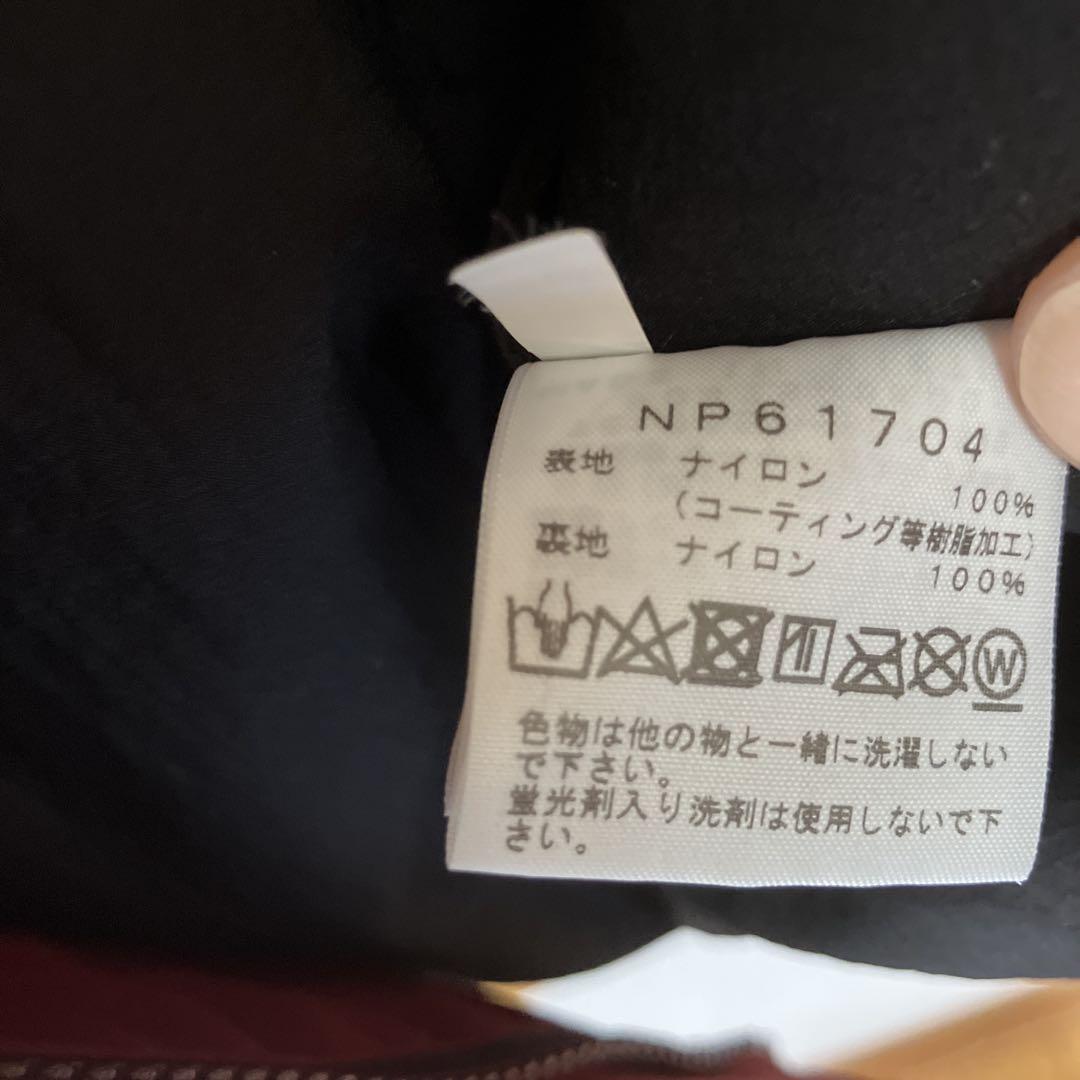 NP61704
表地 ナイロン 100%
(コーティング等樹脂加工)
裏地 ナイロン 100%
W
色物は他の物と一緒に洗濯しない
で下さい。
蛍光剤入り洗剤は使用しないで下
さい。